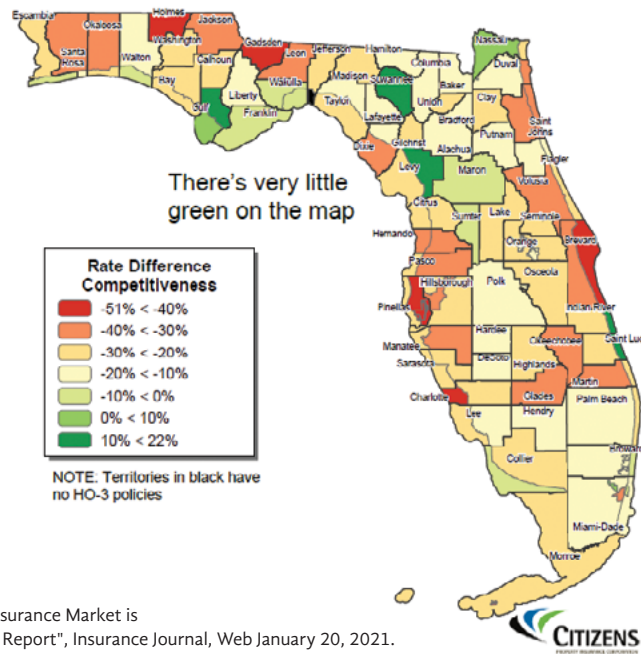 Escambia
Okaloosa
Holmes
Jackson
Santa
Rosa
Walton
Washington
Bay
Calhoun
Gulf
Gadsden
Leon
Liberty
Wakulla
Franklin
Jefferson
Madison
Taylor
Hamilton
Suwannee
Lafayette
Dixie
Columbia
Baker
Union
Bradford
Gilchrist
Alachua
Levy
Nassau
Duval
Clay
Saint
Johns
Putnam
Flagler
Marion
Volusia
Citrus
Sumter
Lake
Seminole
Hernando
Orange
Brevard
Pasco
Osceola
Hillsborough
Polk
Pinellas
Indian River
Manatee
Hardee
Okeechobee
Saint Luc
Sarasota
DeSoto
Highlands
Martin
Charlotte
Glades
Lee
Hendry
Palm Beach
Collier
Broward
Miami-Dade
Monroe
There's very little
green on the map
Rate Difference
Competitiveness
-51% < -40%
-40% < -30%
-30% < -20%
-20% < -10%
-10% < 0%
0% < 10%
10% < 22%
NOTE: Territories in black have
no HO-3 policies
surance Market is
Report", Insurance Journal, Web January 20, 2021.
CITIZENS
PROPERTY INSURANCE CORPORATION